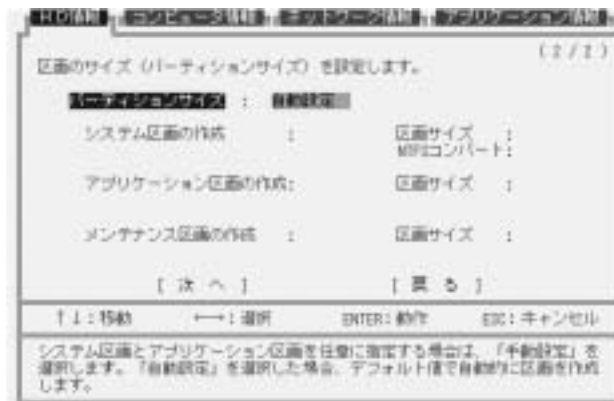 HD情報 コンピュータ情報 ネットワーク情報 アプリケーション情報
(2/2)
区画のサイズ(パーティションサイズ)を設定します。
パーティションサイズ : 自動設定
システム区画の作成 : 区画サイズ :
NTFSコンバート:
アプリケーション区画の作成: 区画サイズ :
メンテナンス区画の作成 : 区画サイズ :
[ 次 へ ] [ 戻 る ]
↑↓:移動 ←→:選択 ENTER:動作 ESC:キャンセル
システム区画とアプリケーション区画を任意に指定する場合は、「手動設定」を
選択します。「自動設定」を選択した場合、デフォルト値で自動的に区画を作成
します。